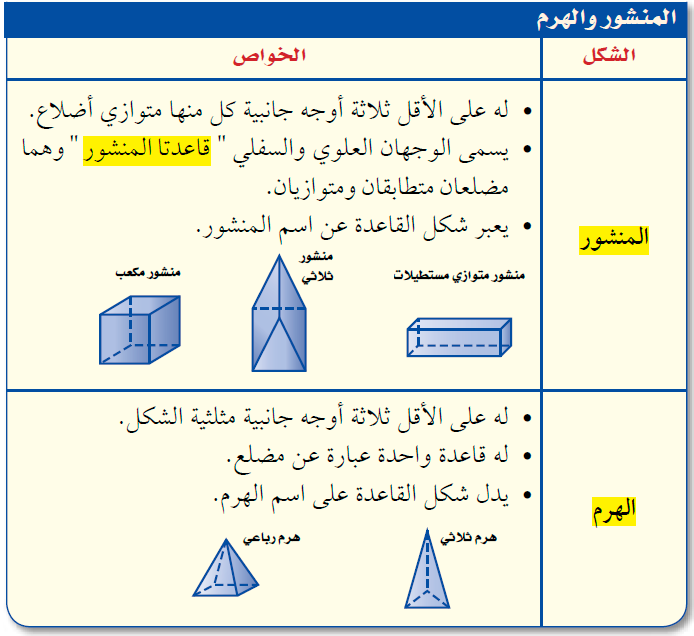 المنشور والهرم
الشكل
الخواص
المنشور
• له على الأقل ثلاثة أوجه جانبية كل منها متوازي أضلاع.
• يسمى الوجهان العلوي والسفلي " قاعدتا المنشور " وهما
مضلعان متطابقان ومتوازيان.
• يعبر شكل القاعدة عن اسم المنشور.
منشور متوازي مستطيلات
منشور
ثلاثي
منشور مكعب
الهرم
• له على الأقل ثلاثة أوجه جانبية مثلثية الشكل.
• له قاعدة واحدة عبارة عن مضلع.
• يدل شكل القاعدة على اسم الهرم.
هرم ثلاثي
هرم رباعي